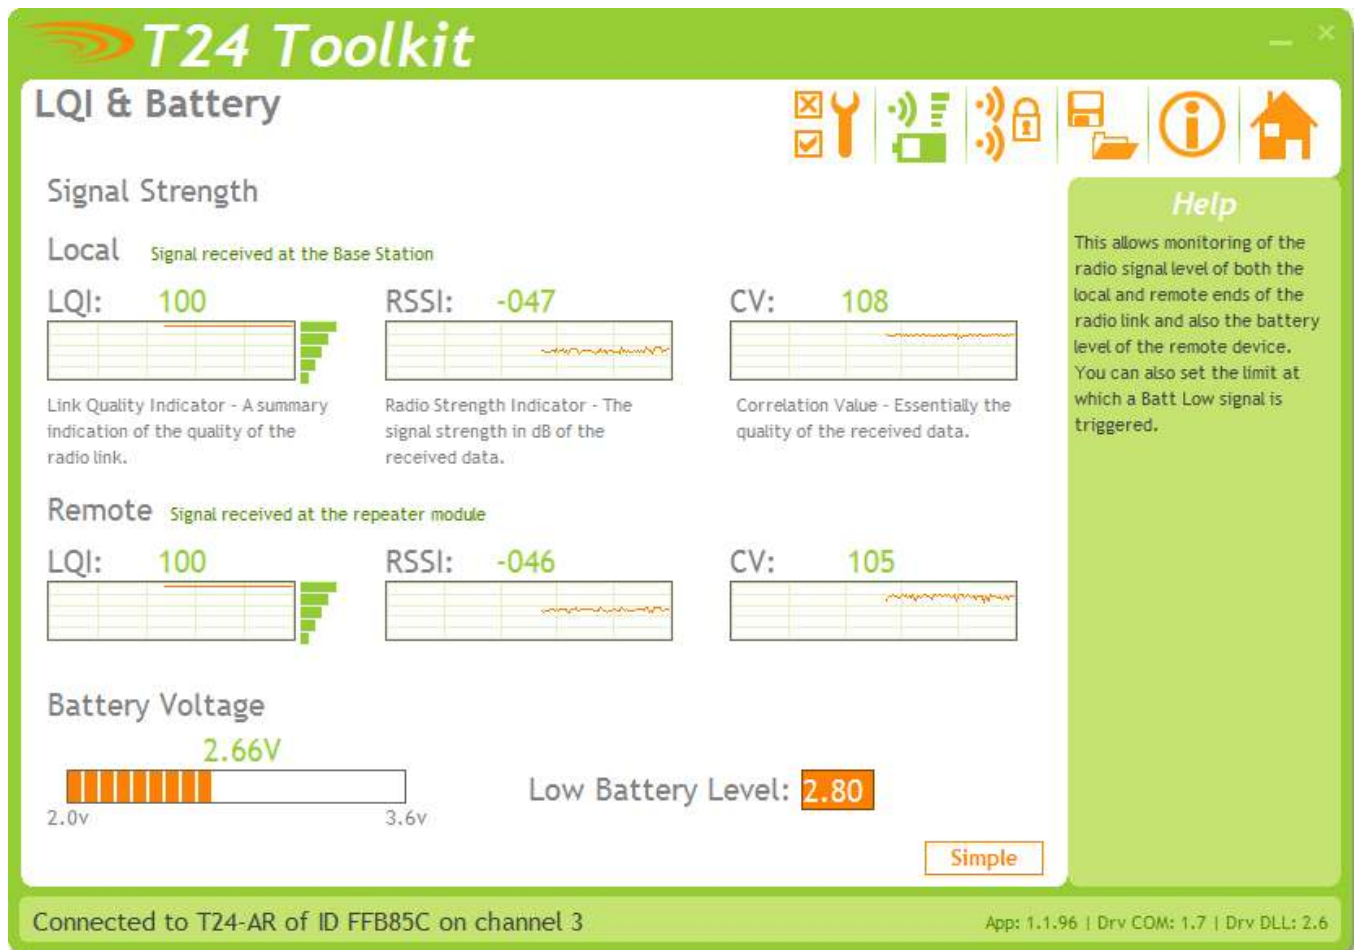 T24 Toolkit
LQI & Battery
Signal Strength
Local Signal received at the Base Station
LQI: 100 RSSI: -047 CV: 108
Link Quality Indicator - A summary
indication of the quality of the
radio link.
Radio Strength Indicator - The
signal strength in dB of the
received data.
Correlation Value - Essentially the
quality of the received data.
Remote Signal received at the repeater module
LQI: 100 RSSI: -046 CV: 105
Battery Voltage
2.66V
2.0v 3.6v
Low Battery Level: 2.80
Simple
Help
This allows monitoring of the
radio signal level of both the
local and remote ends of the
radio link and also the battery
level of the remote device.
You can also set the limit at
which a Batt Low signal is
triggered.
Connected to T24-AR of ID FFB85C on channel 3
App: 1.1.96 | Drv COM: 1.7 | Drv DLL: 2.6